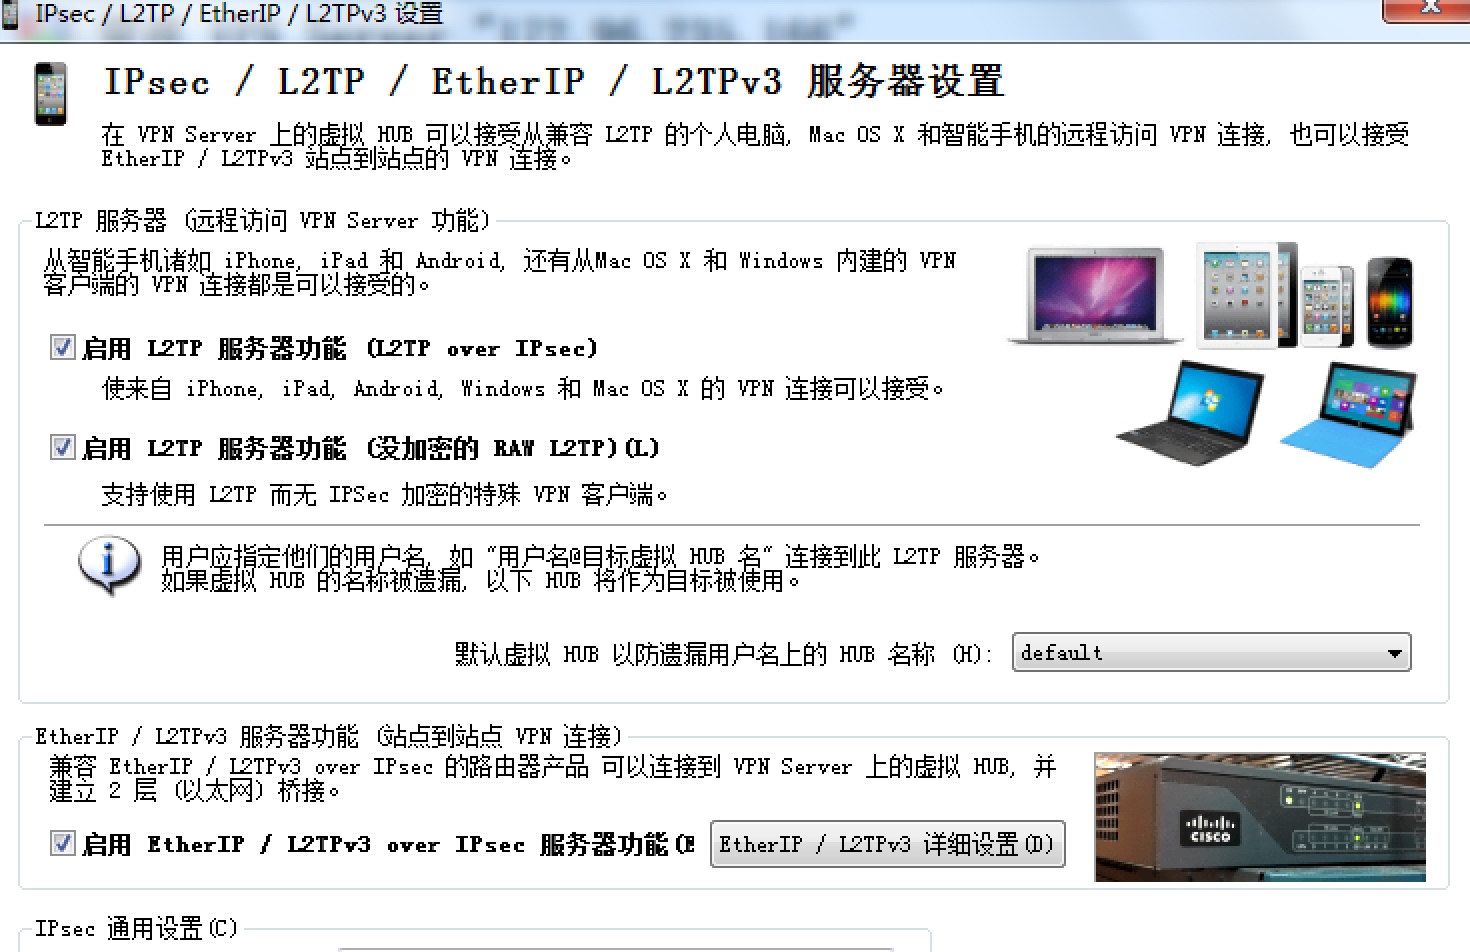 IPsec / L2TP / EtherIP / L2TPv3 设置
IPsec / L2TP / EtherIP / L2TPv3 服务器设置
在 VPN Server 上的虚拟 HUB 可以接受从兼容 L2TP 的个人电脑, Mac OS X 和智能手机的远程访问 VPN 连接, 也可以接受
EtherIP / L2TPv3 站点到站点的 VPN 连接。
L2TP 服务器 (远程访问 VPN Server 功能)
从智能手机诸如 iPhone, iPad 和 Android, 还有从Mac OS X 和 Windows 内建的 VPN
客户端的 VPN 连接都是可以接受的。
启用 L2TP 服务器功能 (L2TP over IPsec)
使来自 iPhone, iPad, Android, Windows 和 Mac OS X 的 VPN 连接可以接受。
启用 L2TP 服务器功能 (没加密的 RAW L2TP)(L)
支持使用 L2TP 而无 IPSec 加密的特殊 VPN 客户端。
用户应指定他们的用户名, 如 "用户名@目标虚拟 HUB 名" 连接到此 L2TP 服务器。
如果虚拟 HUB 的名称被遗漏, 以下 HUB 将作为目标被使用。
默认虚拟 HUB 以防遗漏用户名上的 HUB 名称 (H):
default
EtherIP / L2TPv3 服务器功能 (站点到站点 VPN 连接)
兼容 EtherIP / L2TPv3 over IPsec 的路由器产品 可以连接到 VPN Server 上的虚拟 HUB, 并
建立 2 层 (以太网) 桥接。
启用 EtherIP / L2TPv3 over IPsec 服务器功能(E
EtherIP / L2TPv3 详细设置(D)
CISCO
IPsec 通用设置(C)